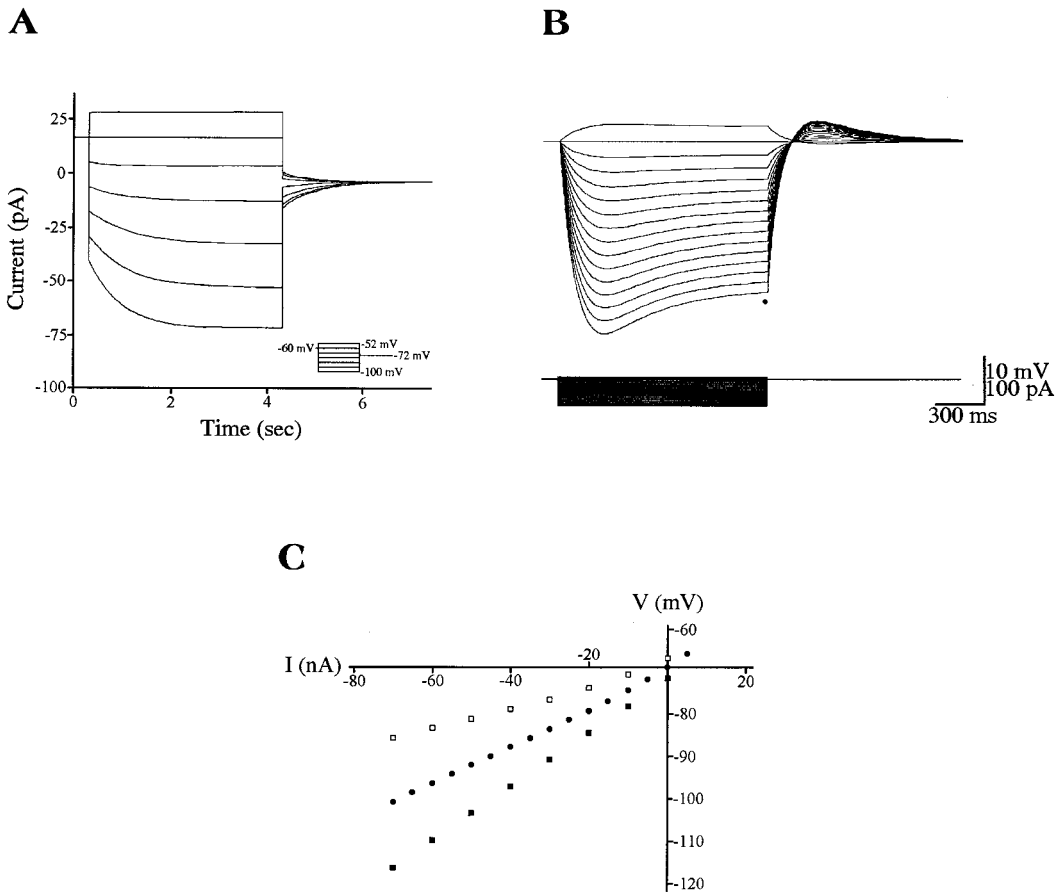 A
B
25
0
-25
-50
-75
-100
Current (pA)
-60 mV
-52 mV
-72 mV
-100 mV
0 2 4 6
Time (sec)
10 mV
100 pA
300 ms
C
V (mV)
I (nA)
-60
-20
-80 -60 -40 20
-80
-90
-100
-110
-120